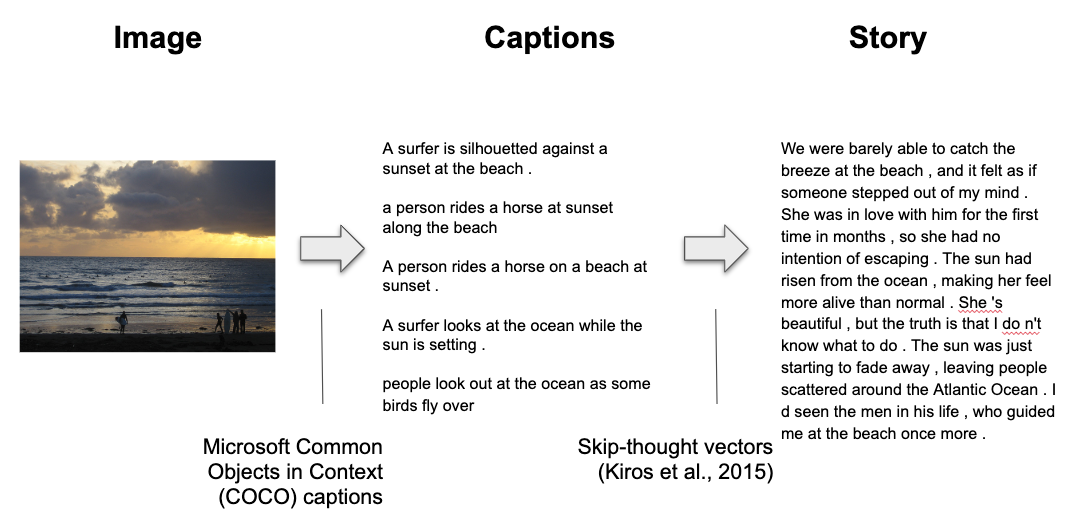 Image
Captions
Story
A surfer is silhouetted against a
sunset at the beach .
a person rides a horse at sunset
along the beach
A person rides a horse on a beach at
sunset .
A surfer looks at the ocean while the
sun is setting .
people look out at the ocean as some
birds fly over
We were barely able to catch the
breeze at the beach , and it felt as if
someone stepped out of my mind .
She was in love with him for the first
time in months , so she had no
intention of escaping . The sun had
risen from the ocean , making her feel
more alive than normal . She 's
beautiful , but the truth is that I do n't
know what to do . The sun was just
starting to fade away , leaving people
scattered around the Atlantic Ocean . I
d seen the men in his life , who guided
me at the beach once more .
Microsoft Common
Objects in Context
(COCO) captions
Skip-thought vectors
(Kiros et al., 2015)